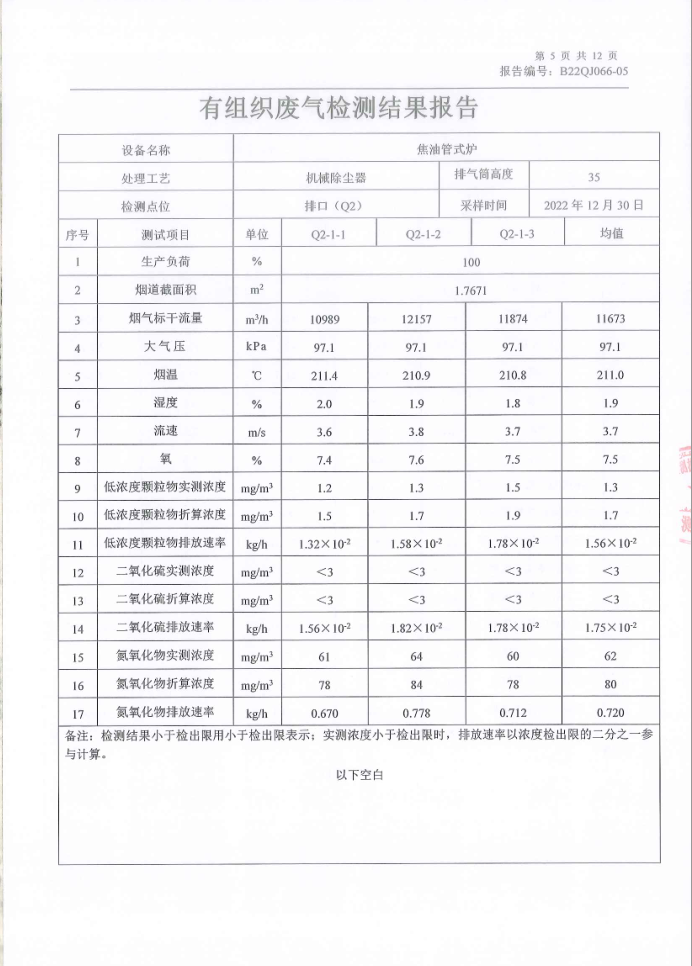 第 5 页 共 12 页
报告编号：B22QJ066-05
有组织废气检测结果报告
设备名称 焦油管式炉
处理工艺 机械除尘器 排气筒高度 35
检测点位 排口（Q2） 采样时间 2022 年 12 月 30 日
序号 测试项目 单位 Q2-1-1 Q2-1-2 Q2-1-3 均值
1 生产负荷 % 100
2 烟道截面积 m² 1.7671
3 烟气标干流量 m³/h 10989 12157 11874 11673
4 大气压 kPa 97.1 97.1 97.1 97.1
5 烟温 ℃ 211.4 210.9 210.8 211.0
6 湿度 % 2.0 1.9 1.8 1.9
7 流速 m/s 3.6 3.8 3.7 3.7
8 氧 % 7.4 7.6 7.5 7.5
9 低浓度颗粒物实测浓度 mg/m³ 1.2 1.3 1.5 1.3
10 低浓度颗粒物折算浓度 mg/m³ 1.5 1.7 1.9 1.7
11 低浓度颗粒物排放速率 kg/h 1.32×10⁻² 1.58×10⁻² 1.78×10⁻² 1.56×10⁻²
12 二氧化硫实测浓度 mg/m³ ＜3 ＜3 ＜3 ＜3
13 二氧化硫折算浓度 mg/m³ ＜3 ＜3 ＜3 ＜3
14 二氧化硫排放速率 kg/h 1.56×10⁻² 1.82×10⁻² 1.78×10⁻² 1.75×10⁻²
15 氮氧化物实测浓度 mg/m³ 61 64 60 62
16 氮氧化物折算浓度 mg/m³ 78 84 78 80
17 氮氧化物排放速率 kg/h 0.670 0.778 0.712 0.720
备注：检测结果小于检出限用小于检出限表示；实测浓度小于检出限时，排放速率以浓度检出限的二分之一参
与计算。
以下空白